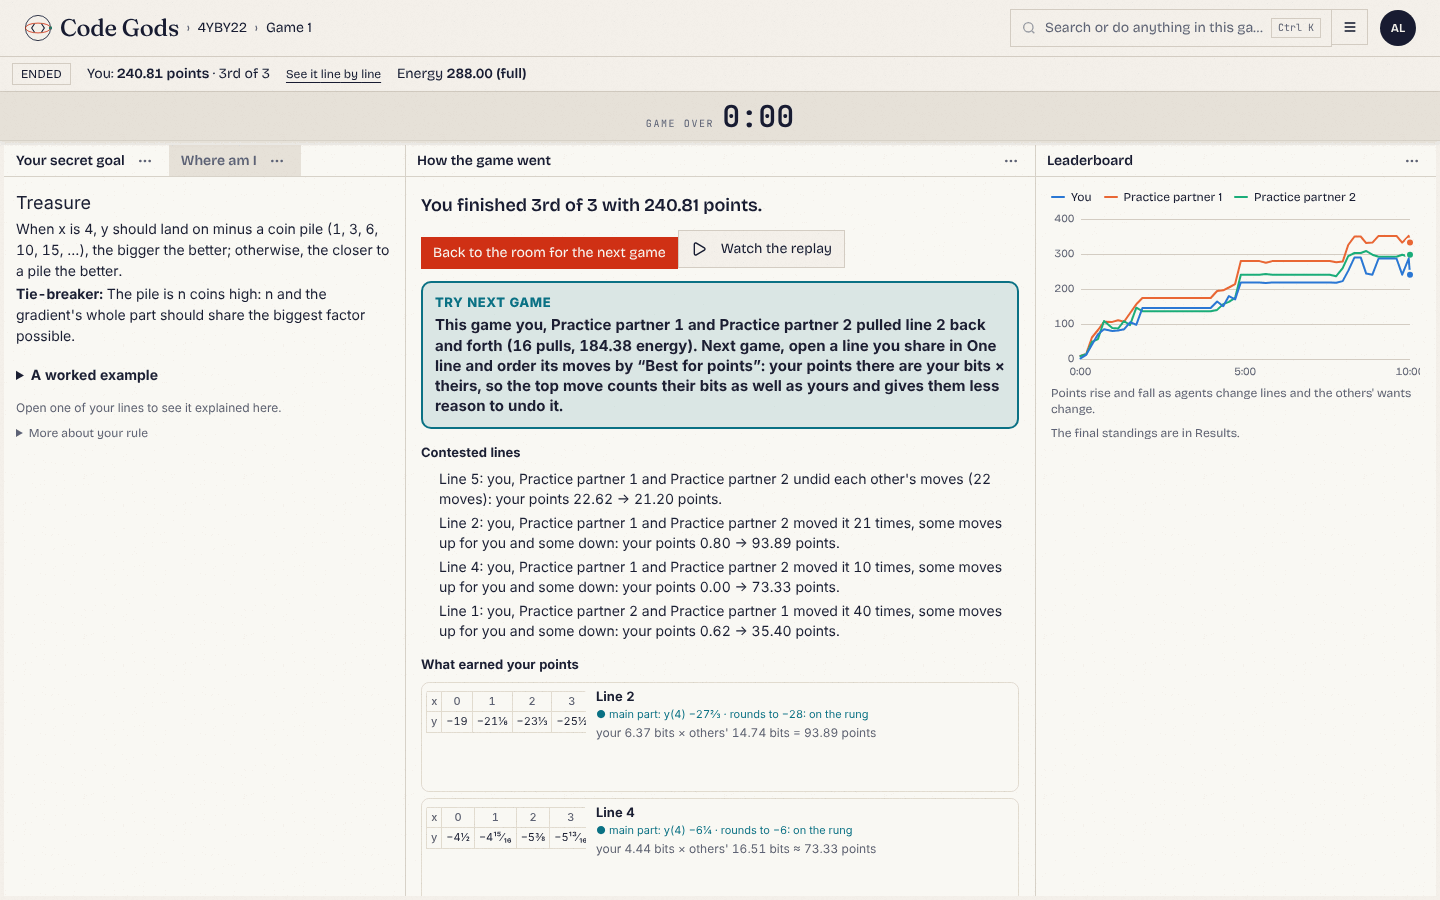 Code Gods › 4YBY22 › Game 1
Search or do anything in this ga... Ctrl K
AL
ENDED You: 240.81 points · 3rd of 3 See it line by line Energy 288.00 (full)
GAME OVER 0:00
Your secret goal ···
Where am I ···
Treasure
When x is 4, y should land on minus a coin pile (1, 3, 6,
10, 15, ...), the bigger the better; otherwise, the closer to
a pile the better.
Tie-breaker: The pile is n coins high: n and the
gradient's whole part should share the biggest factor
possible.
▶ A worked example
Open one of your lines to see it explained here.
▶ More about your rule
How the game went ···
You finished 3rd of 3 with 240.81 points.
Back to the room for the next game
Watch the replay
TRY NEXT GAME
This game you, Practice partner 1 and Practice partner 2 pulled line 2 back
and forth (16 pulls, 184.38 energy). Next game, open a line you share in One
line and order its moves by “Best for points”: your points there are your bits ×
theirs, so the top move counts their bits as well as yours and gives them less
reason to undo it.
Contested lines
Line 5: you, Practice partner 1 and Practice partner 2 undid each other's moves (22
moves): your points 22.62 → 21.20 points.
Line 2: you, Practice partner 1 and Practice partner 2 moved it 21 times, some moves
up for you and some down: your points 0.80 → 93.89 points.
Line 4: you, Practice partner 1 and Practice partner 2 moved it 10 times, some moves
up for you and some down: your points 0.00 → 73.33 points.
Line 1: you, Practice partner 2 and Practice partner 1 moved it 40 times, some moves
up for you and some down: your points 0.62 → 35.40 points.
What earned your points
x 0 1 2 3
y −19 −21⅙ −23⅓ −25½
Line 2
main part: y(4) −27⅔ · rounds to −28: on the rung
your 6.37 bits × others' 14.74 bits = 93.89 points
x 0 1 2 3
y −4½ −4¹⁵⁄₁₆ −5⅜ −5¹³⁄₁₆
Line 4
main part: y(4) −6¼ · rounds to −6: on the rung
your 4.44 bits × others' 16.51 bits ≈ 73.33 points
Leaderboard ···
You Practice partner 1 Practice partner 2
400
300
200
100
0
0:00 5:00 10:0
Points rise and fall as agents change lines and the others' wants
change.
The final standings are in Results.